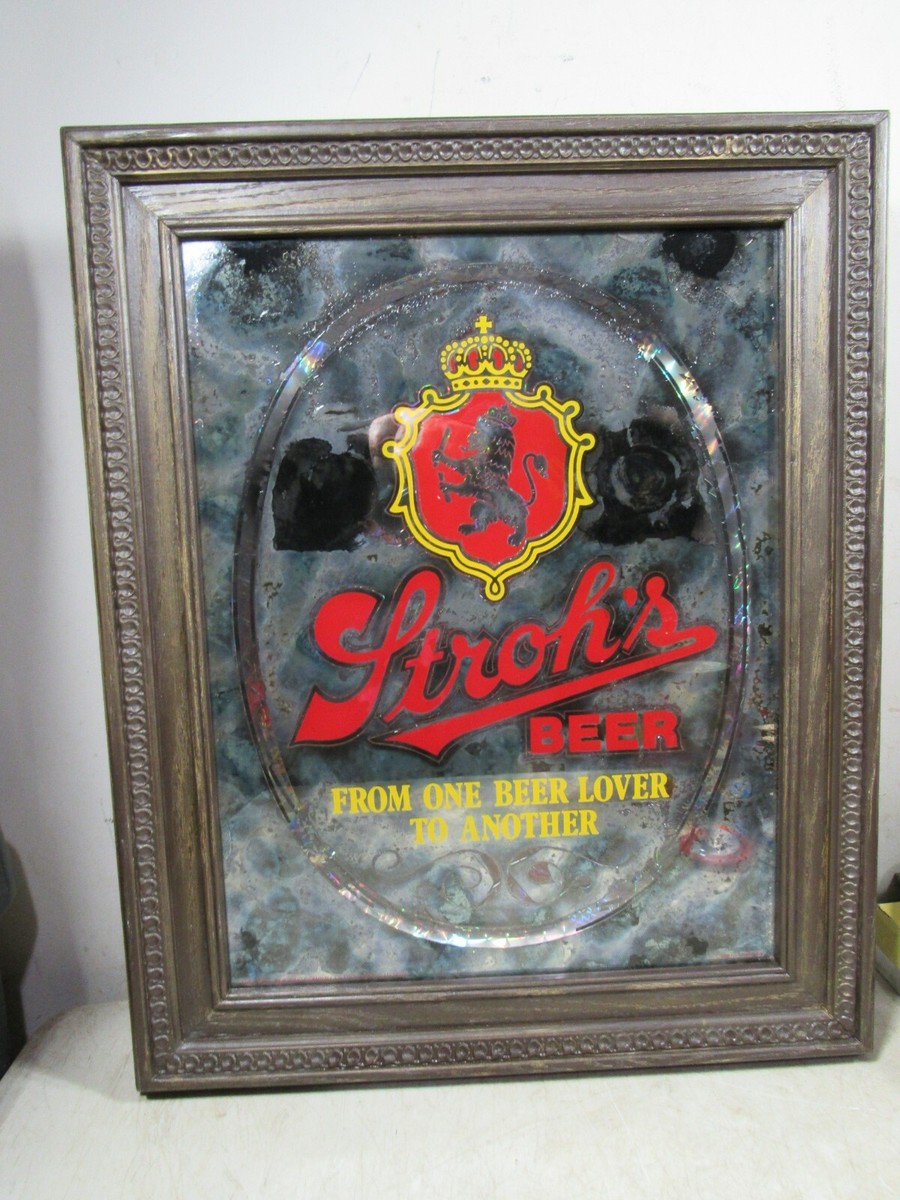 Stroh's
BEER
FROM ONE BEER LOVER
TO ANOTHER